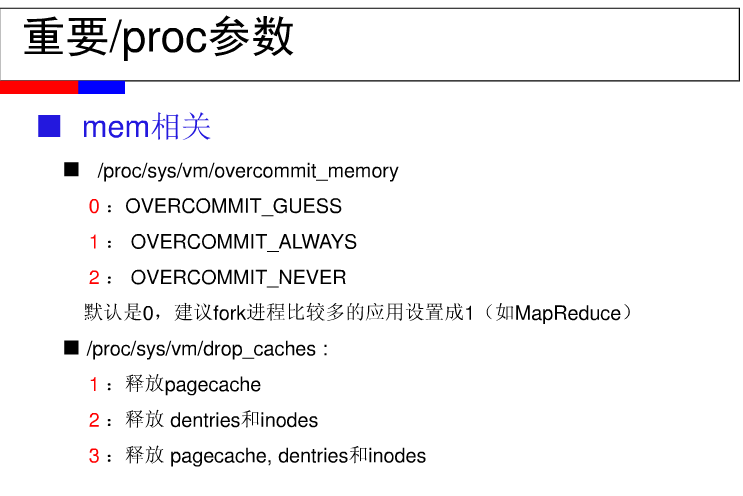 重要/proc参数
mem相关
/proc/sys/vm/overcommit_memory
0：OVERCOMMIT_GUESS
1： OVERCOMMIT_ALWAYS
2： OVERCOMMIT_NEVER
默认是0，建议fork进程比较多的应用设置成1（如MapReduce）
/proc/sys/vm/drop_caches :
1：释放pagecache
2：释放 dentries和inodes
3：释放 pagecache, dentries和inodes